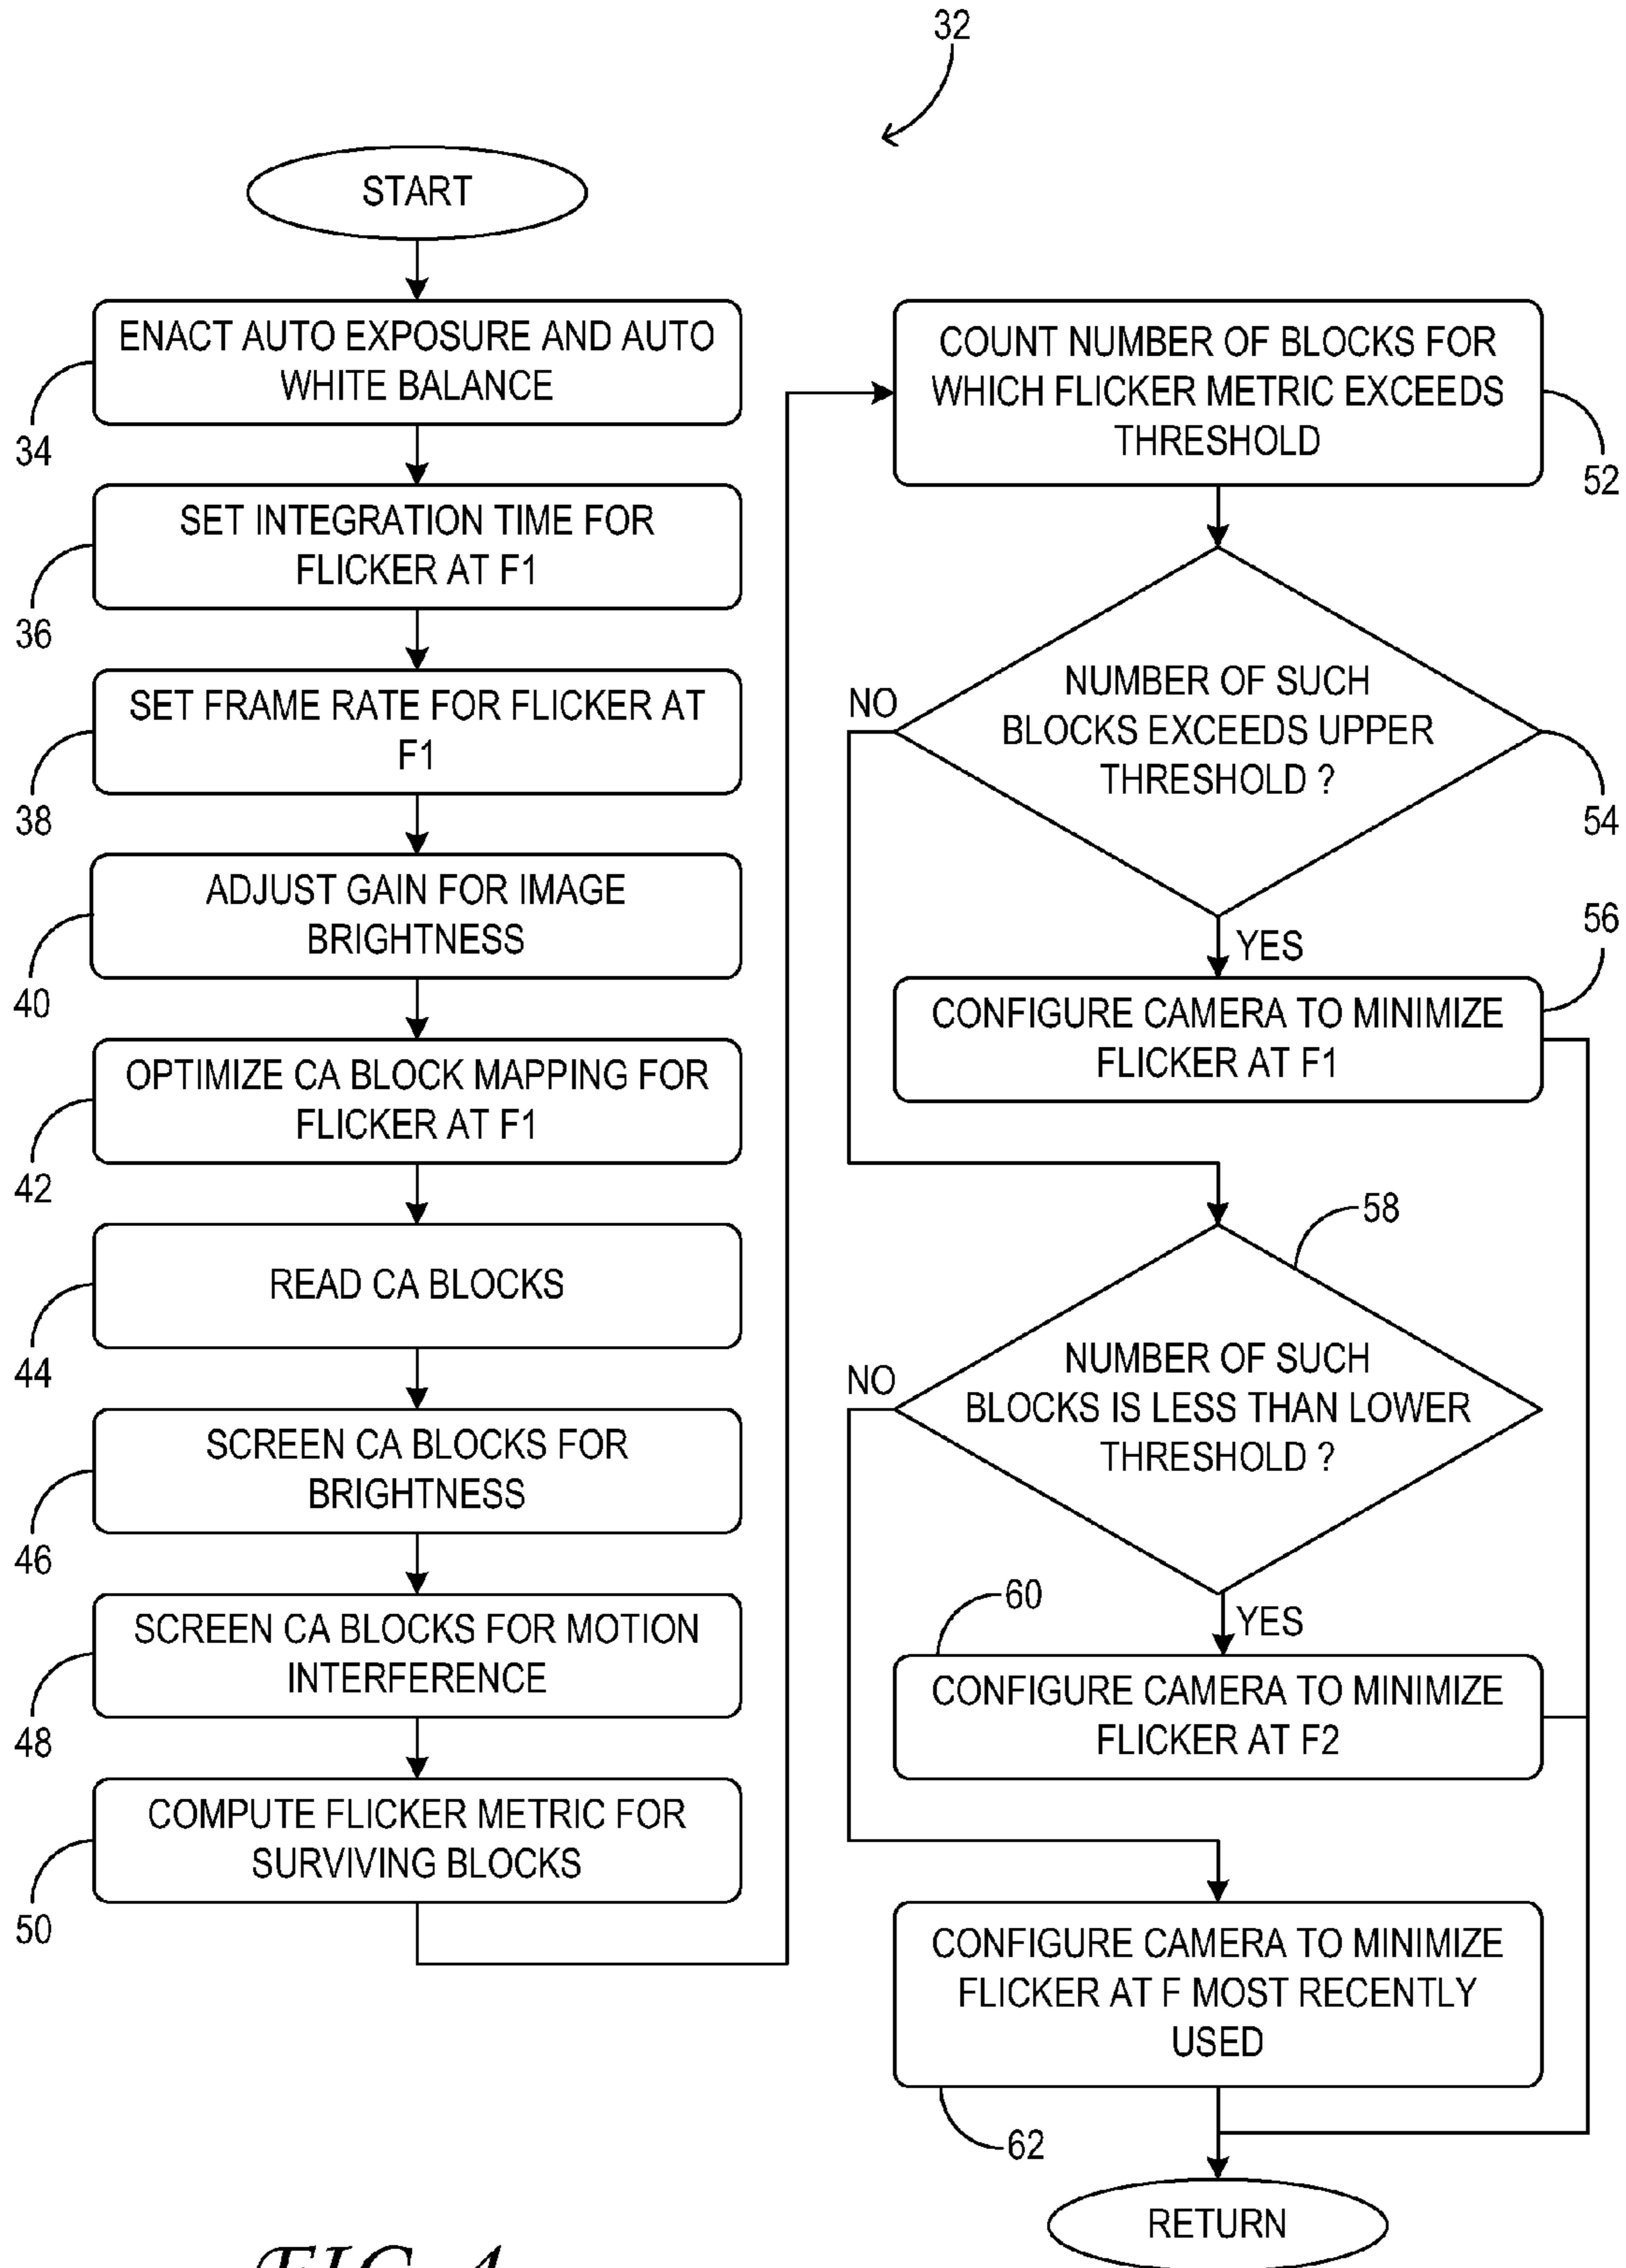 32
START
ENACT AUTO EXPOSURE AND AUTO
WHITE BALANCE
34
SET INTEGRATION TIME FOR
FLICKER AT F1
36
SET FRAME RATE FOR FLICKER AT
F1
38
ADJUST GAIN FOR IMAGE
BRIGHTNESS
40
OPTIMIZE CA BLOCK MAPPING FOR
FLICKER AT F1
42
READ CA BLOCKS
44
SCREEN CA BLOCKS FOR
BRIGHTNESS
46
SCREEN CA BLOCKS FOR MOTION
INTERFERENCE
48
COMPUTE FLICKER METRIC FOR
SURVIVING BLOCKS
50
COUNT NUMBER OF BLOCKS FOR
WHICH FLICKER METRIC EXCEEDS
THRESHOLD
52
NUMBER OF SUCH
BLOCKS EXCEEDS UPPER
THRESHOLD ?
NO
54
YES
56
CONFIGURE CAMERA TO MINIMIZE
FLICKER AT F1
58
NUMBER OF SUCH
BLOCKS IS LESS THAN LOWER
THRESHOLD ?
NO
60
YES
CONFIGURE CAMERA TO MINIMIZE
FLICKER AT F2
CONFIGURE CAMERA TO MINIMIZE
FLICKER AT F MOST RECENTLY
USED
62
RETURN
FIG. 4